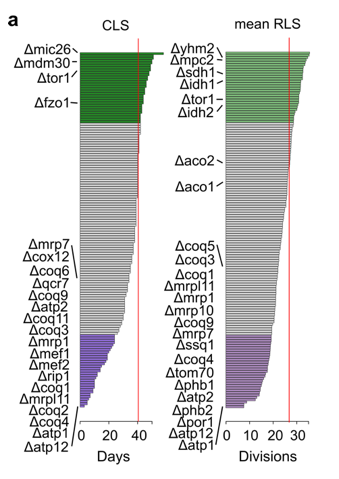 a
CLS
Δmic26
Δmdm30
Δtor1
Δfzo1
Δmrp7
Δcox12
Δcoq6
Δqcr7
Δcoq9
Δatp2
Δcoq11
Δcoq3
Δmrp1
Δmef1
Δmef2
Δrip1
Δcoq1
Δmrpl11
Δcoq2
Δcoq4
Δatp1
Δatp12
0 20 40
Days
mean RLS
Δyhm2
Δmpc2
Δsdh1
Δidh1
Δtor1
Δidh2
Δaco2
Δaco1
Δcoq5
Δcoq3
Δcoq1
Δmrpl11
Δmrp1
Δmrp10
Δcoq9
Δmrp7
Δssq1
Δcoq4
Δtom70
Δphb1
Δatp2
Δphb2
Δpor1
Δatp12
Δatp1
0 10 20 30
Divisions